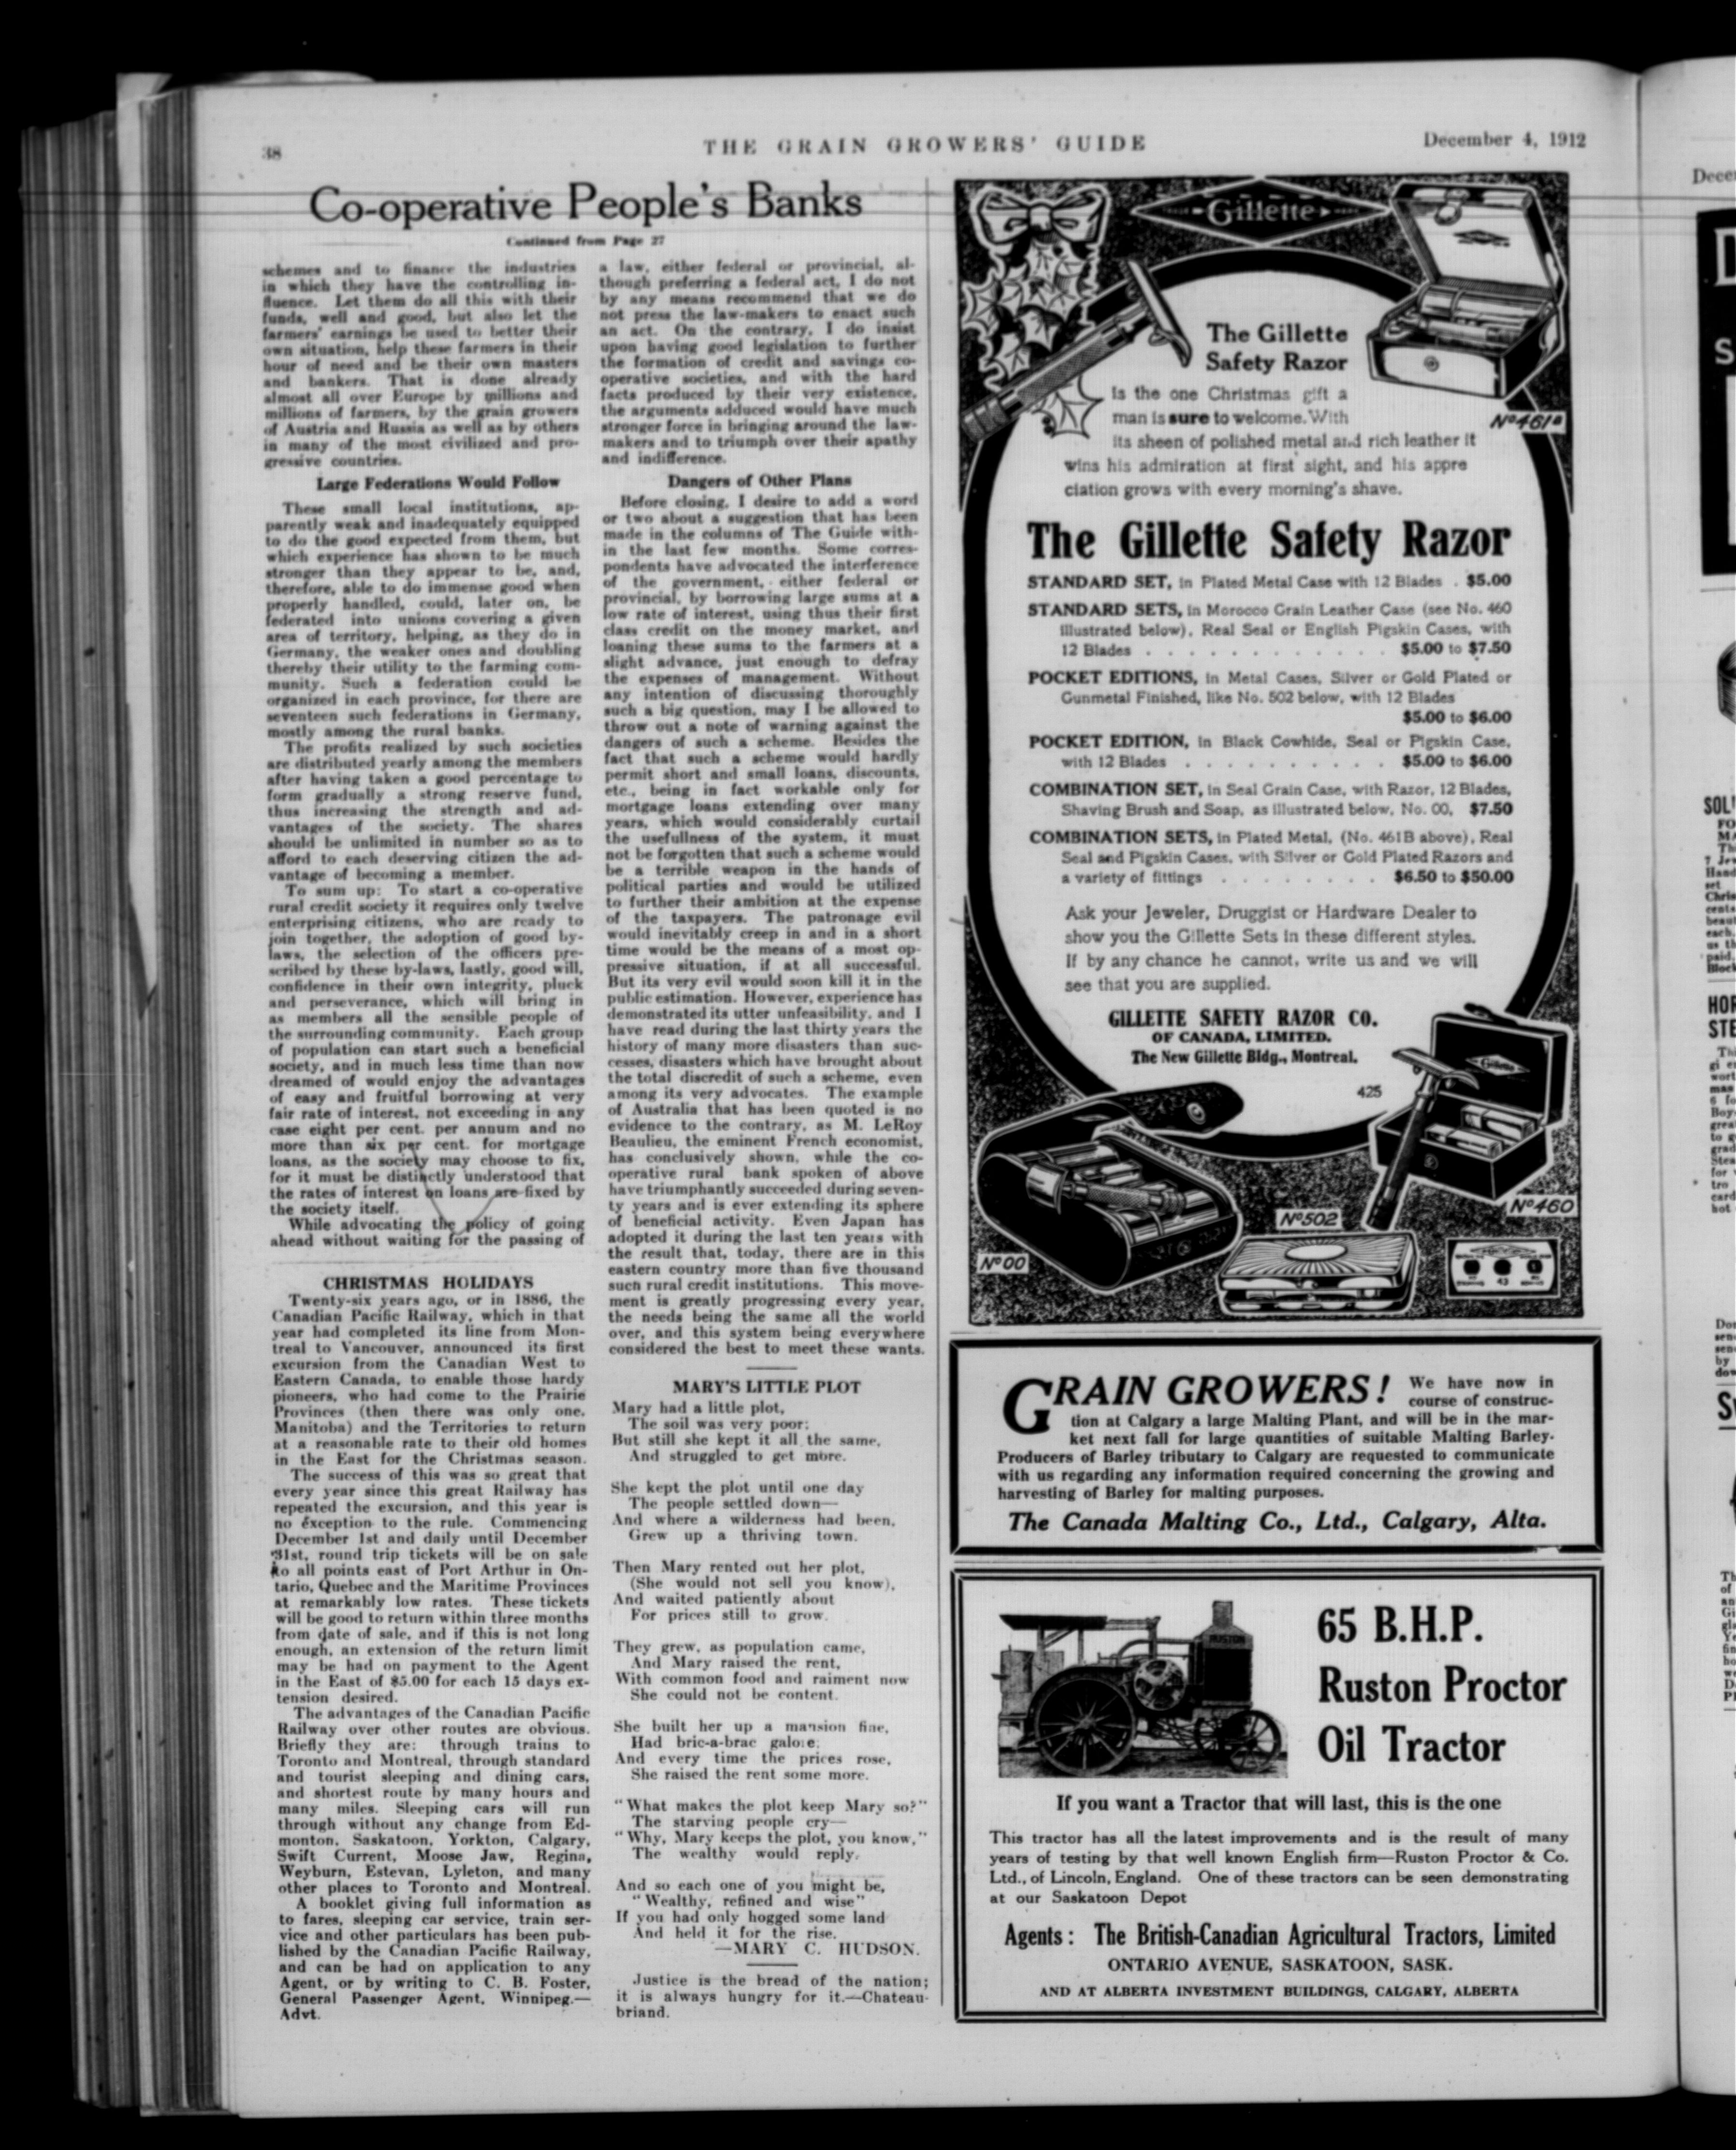 38
THE GRAIN GROWERS' GUIDE
December 4, 1912
Co-operative People's Banks
Continued from Page 27
schemes and to finance the industries
in which they have the controlling in-
fluence. Let them do all this with their
funds, well and good, but also let the
farmers' earnings be used to better their
own situation, help these farmers in their
hour of need and be their own masters
and bankers. That is done already
almost all over Europe by millions and
millions of farmers, by the grain growers
of Austria and Russia as well as by others
in many of the most civilized and pro-
gressive countries.
Large Federations Would Follow
These small local institutions, ap-
parently weak and inadequately equipped
to do the good expected from them, but
which experience has shown to be much
stronger than they appear to be, and,
therefore, able to do immense good when
properly handled, could, later on, be
federated into unions covering a given
area of territory, helping, as they do in
Germany, the weaker ones and doubling
thereby their utility to the farming com-
munity. Such a federation could be
organized in each province, for there are
seventeen such federations in Germany,
mostly among the rural banks.
The profits realized by such societies
are distributed yearly among the members
after having taken a good percentage to
form gradually a strong reserve fund,
thus increasing the strength and ad-
vantages of the society. The shares
should be unlimited in number so as to
afford to each deserving citizen the ad-
vantage of becoming a member.
To sum up: To start a co-operative
rural credit society it requires only twelve
enterprising citizens, who are ready to
join together, the adoption of good by-
laws, the selection of the officers pre-
scribed by these by-laws, lastly, good will,
confidence in their own integrity, pluck
and perseverance, which will bring in
as members all the sensible people of
the surrounding community. Each group
of population can start such a beneficial
society, and in much less time than now
dreamed of would enjoy the advantages
of easy and fruitful borrowing at very
fair rate of interest, not exceeding in any
case eight per cent. per annum and no
more than six per cent. for mortgage
loans, as the society may choose to fix,
for it must be distinctly understood that
the rates of interest on loans are fixed by
the society itself.
While advocating the policy of going
ahead without waiting for the passing of
CHRISTMAS HOLIDAYS
Twenty-six years ago, or in 1886, the
Canadian Pacific Railway, which in that
year had completed its line from Mon-
treal to Vancouver, announced its first
excursion from the Canadian West to
Eastern Canada, to enable those hardy
pioneers, who had come to the Prairie
Provinces (then there was only one,
Manitoba) and the Territories to return
at a reasonable rate to their old homes
in the East for the Christmas season.
The success of this was so great that
every year since this great Railway has
repeated the excursion, and this year is
no exception to the rule. Commencing
December 1st and daily until December
31st, round trip tickets will be on sale
to all points east of Port Arthur in On-
tario, Quebec and the Maritime Provinces
at remarkably low rates. These tickets
will be good to return within three months
from date of sale, and if this is not long
enough, an extension of the return limit
may be had on payment to the Agent
in the East of $5.00 for each 15 days ex-
tension desired.
The advantages of the Canadian Pacific
Railway over other routes are obvious.
Briefly they are: through trains to
Toronto and Montreal, through standard
and tourist sleeping and dining cars,
and shortest route by many hours and
many miles. Sleeping cars will run
through without any change from Ed-
monton, Saskatoon, Yorkton, Calgary,
Swift Current, Moose Jaw, Regina,
Weyburn, Estevan, Lyleton, and many
other places to Toronto and Montreal.
A booklet giving full information as
to fares, sleeping car service, train ser-
vice and other particulars has been pub-
lished by the Canadian Pacific Railway,
and can be had on application to any
Agent, or by writing to C. B. Foster,
General Passenger Agent, Winnipeg.—
Advt.
a law, either federal or provincial, al-
though preferring a federal act, I do not
by any means recommend that we do
not press the law-makers to enact such
an act. On the contrary, I do insist
upon having good legislation to further
the formation of credit and savings co-
operative societies, and with the hard
facts produced by their very existence,
the arguments adduced would have much
stronger force in bringing around the law-
makers and to triumph over their apathy
and indifference.
Dangers of Other Plans
Before closing, I desire to add a word
or two about a suggestion that has been
made in the columns of The Guide with-
in the last few months. Some corres-
pondents have advocated the interference
of the government, either federal or
provincial, by borrowing large sums at a
low rate of interest, using thus their first
class credit on the money market, and
loaning these sums to the farmers at a
slight advance, just enough to defray
the expenses of management. Without
any intention of discussing thoroughly
such a big question, may I be allowed to
throw out a note of warning against the
dangers of such a scheme. Besides the
fact that such a scheme would hardly
permit short and small loans, discounts,
etc., being in fact workable only for
mortgage loans extending over many
years, which would considerably curtail
the usefullness of the system, it must
not be forgotten that such a scheme would
be a terrible weapon in the hands of
political parties and would be utilized
to further their ambition at the expense
of the taxpayers. The patronage evil
would inevitably creep in and in a short
time would be the means of a most op-
pressive situation, if at all successful.
But its very evil would soon kill it in the
public estimation. However, experience has
demonstrated its utter unfeasibility, and I
have read during the last thirty years the
history of many more disasters than suc-
cesses, disasters which have brought about
the total discredit of such a scheme, even
among its very advocates. The example
of Australia that has been quoted is no
evidence to the contrary, as M. LeRoy
Beaulieu, the eminent French economist,
has conclusively shown, while the co-
operative rural bank spoken of above
have triumphantly succeeded during seven-
ty years and is ever extending its sphere
of beneficial activity. Even Japan has
adopted it during the last ten years with
the result that, today, there are in this
eastern country more than five thousand
such rural credit institutions. This move-
ment is greatly progressing every year,
the needs being the same all the world
over, and this system being everywhere
considered the best to meet these wants.
MARY'S LITTLE PLOT
Mary had a little plot,
The soil was very poor;
But still she kept it all the same,
And struggled to get more.
She kept the plot until one day
The people settled down—
And where a wilderness had been,
Grew up a thriving town.
Then Mary rented out her plot,
(She would not sell you know),
And waited patiently about
For prices still to grow.
They grew, as population came,
And Mary raised the rent,
With common food and raiment now
She could not be content.
She built her up a mansion fine,
Had bric-a-brac galore;
And every time the prices rose,
She raised the rent some more.
"What makes the plot keep Mary so?"
The starving people cry—
"Why, Mary keeps the plot, you know,"
The wealthy would reply.
And so each one of you might be,
"Wealthy, refined and wise"
If you had only hogged some land
And held it for the rise.
—MARY C. HUDSON.
Justice is the bread of the nation;
it is always hungry for it.—Chateau-
briand.
Gillette
The Gillette
Safety Razor
Is the one Christmas gift a
man is sure to welcome. With
its sheen of polished metal and rich leather it
wins his admiration at first sight, and his appre
ciation grows with every morning's shave.
No 461B
The Gillette Safety Razor
STANDARD SET, in Plated Metal Case with 12 Blades . $5.00
STANDARD SETS, in Morocco Grain Leather Case (see No. 460
illustrated below), Real Seal or English Pigskin Cases, with
12 Blades . . . . . . . . . . . . $5.00 to $7.50
POCKET EDITIONS, in Metal Cases, Silver or Gold Plated or
Gunmetal Finished, like No. 502 below, with 12 Blades
$5.00 to $6.00
POCKET EDITION, in Black Cowhide, Seal or Pigskin Case,
with 12 Blades . . . . . . . . . . $5.00 to $6.00
COMBINATION SET, in Seal Grain Case, with Razor, 12 Blades,
Shaving Brush and Soap, as illustrated below, No. 00, $7.50
COMBINATION SETS, in Plated Metal, (No. 461B above), Real
Seal and Pigskin Cases, with Silver or Gold Plated Razors and
a variety of fittings . . . . . . . . $6.50 to $50.00
Ask your Jeweler, Druggist or Hardware Dealer to
show you the Gillette Sets in these different styles.
If by any chance he cannot, write us and we will
see that you are supplied.
GILLETTE SAFETY RAZOR CO.
OF CANADA, LIMITED.
The New Gillette Bldg., Montreal.
425
Gillette
No 460
No 502
No 00
GRAIN GROWERS! We have now in
course of construc-
tion at Calgary a large Malting Plant, and will be in the mar-
ket next fall for large quantities of suitable Malting Barley.
Producers of Barley tributary to Calgary are requested to communicate
with us regarding any information required concerning the growing and
harvesting of Barley for malting purposes.
The Canada Malting Co., Ltd., Calgary, Alta.
RUSTON
65 B.H.P.
Ruston Proctor
Oil Tractor
If you want a Tractor that will last, this is the one
This tractor has all the latest improvements and is the result of many
years of testing by that well known English firm—Ruston Proctor & Co.
Ltd., of Lincoln, England. One of these tractors can be seen demonstrating
at our Saskatoon Depot
Agents: The British-Canadian Agricultural Tractors, Limited
ONTARIO AVENUE, SASKATOON, SASK.
AND AT ALBERTA INVESTMENT BUILDINGS, CALGARY, ALBERTA